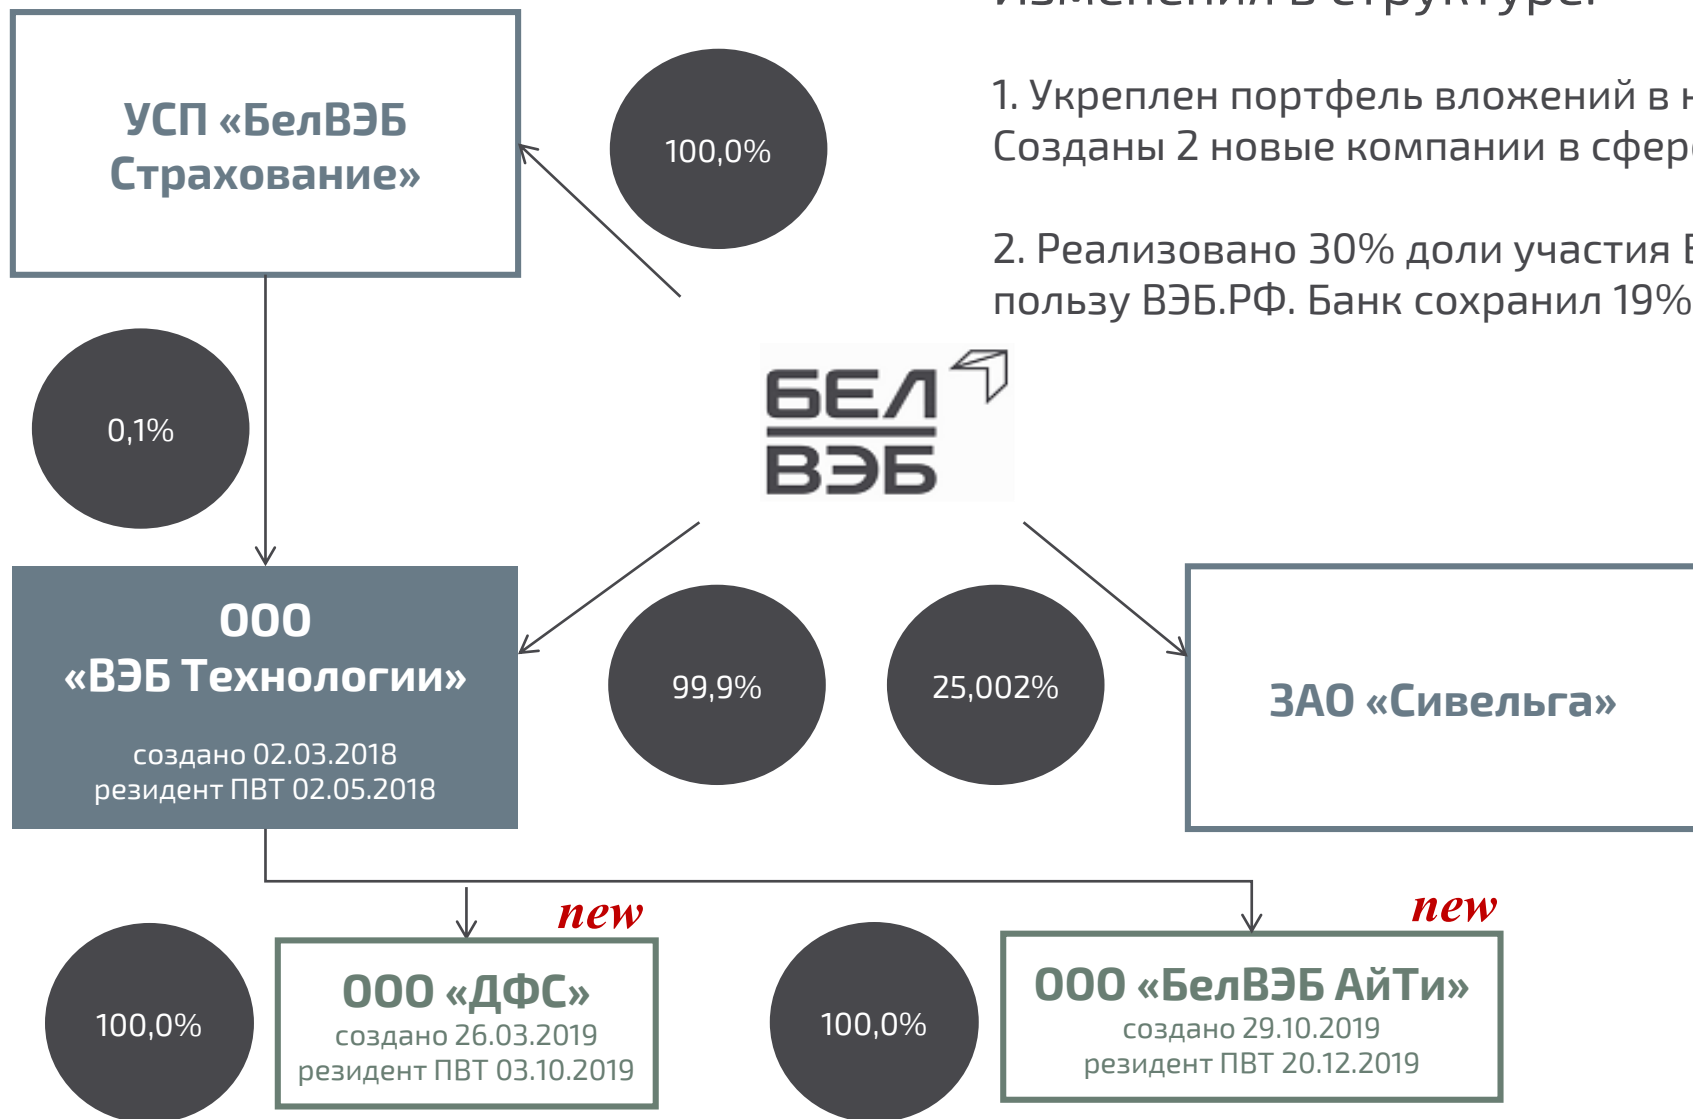 Изменения в структуре:
УСП «БелВЭБ
Страхование»
100,0%
1. Укреплен портфель вложений в
Созданы 2 новые компании в сфере
2. Реализовано 30% доли участия
пользу ВЭБ.РФ. Банк сохранил 19%
0,1%
БЕЛ
ВЭБ
ООО
«ВЭБ Технологии»
создано 02.03.2018
резидент ПВТ 02.05.2018
99,9%
25,002%
ЗАО «Сивельга»
100,0%
new
ООО «ДФС»
создано 26.03.2019
резидент ПВТ 03.10.2019
100,0%
new
ООО «БелВЭБ АйТи»
создано 29.10.2019
резидент ПВТ 20.12.2019